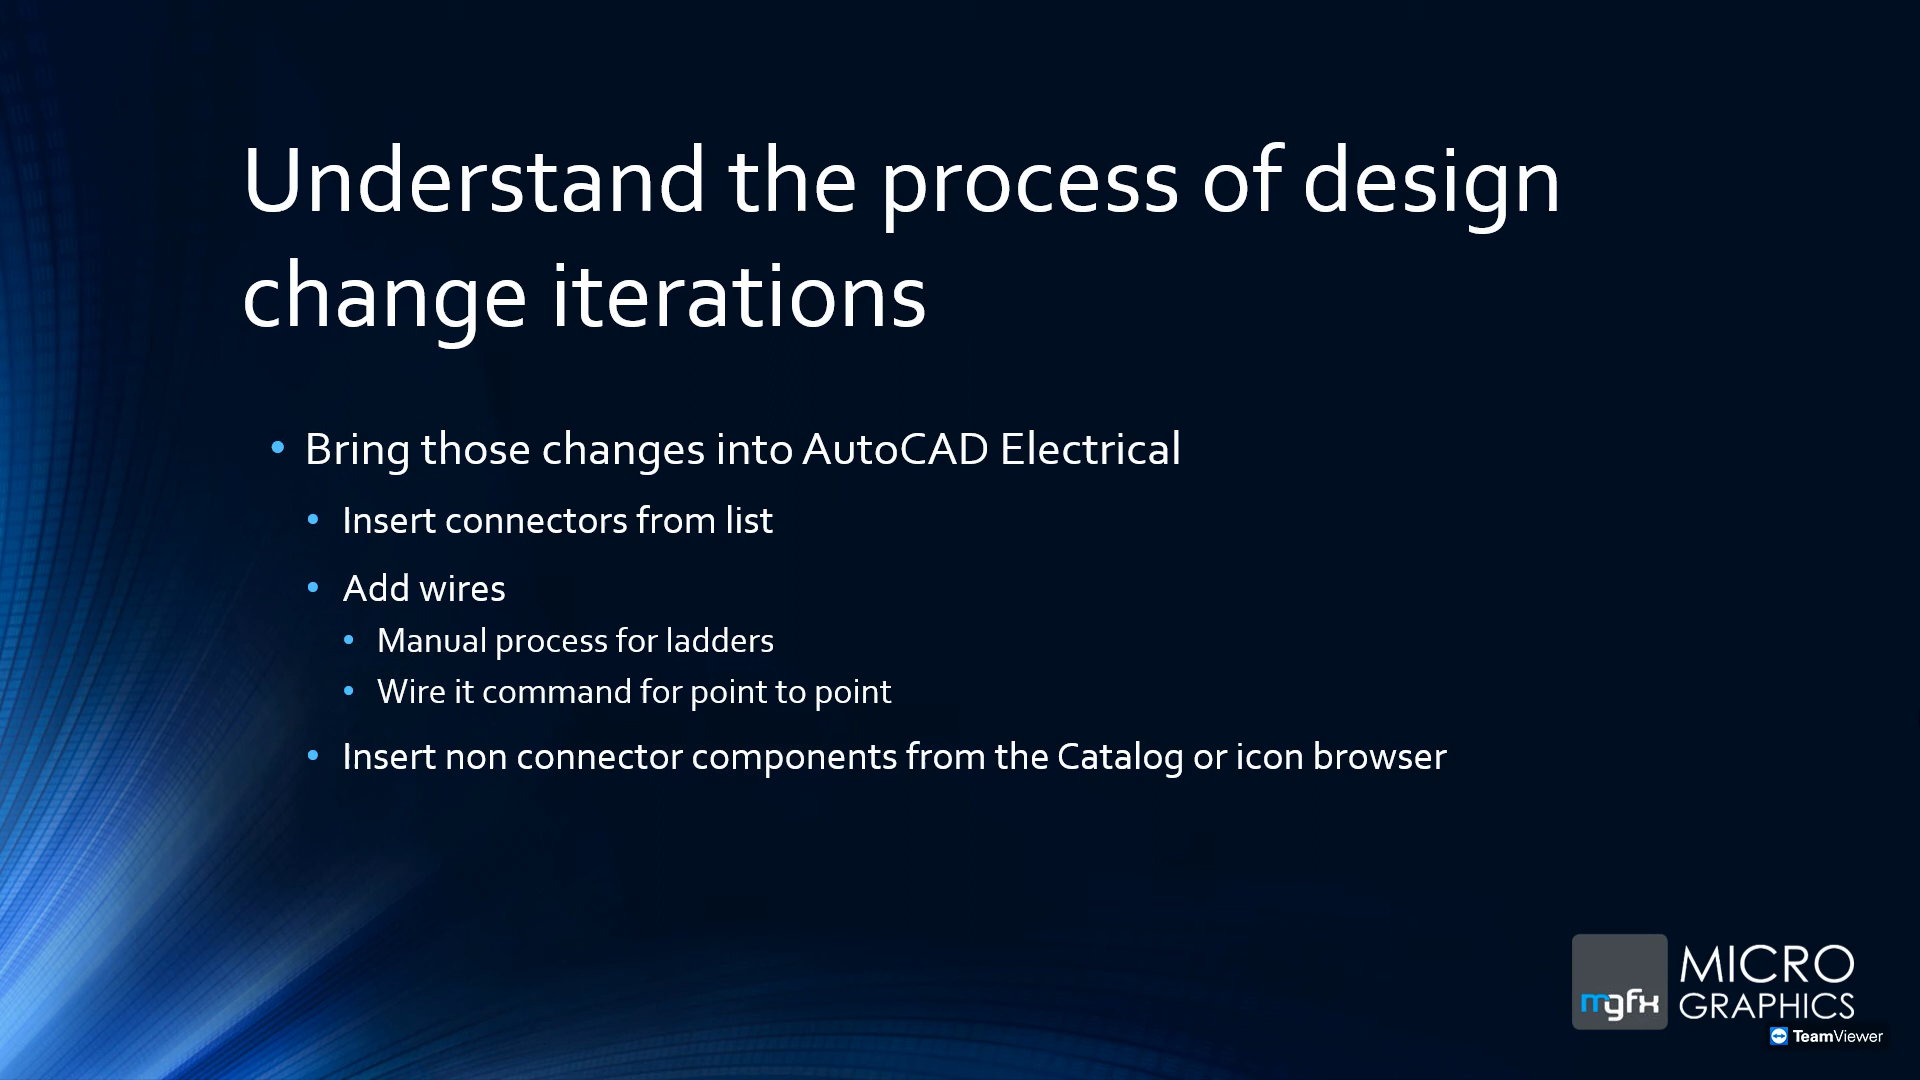 Understand the process of design
change iterations
• Bring those changes into AutoCAD Electrical
• Insert connectors from list
• Add wires
• Manual process for ladders
• Wire it command for point to point
• Insert non connector components from the Catalog or icon browser
mgfx
MICRO
GRAPHICS
TeamViewer